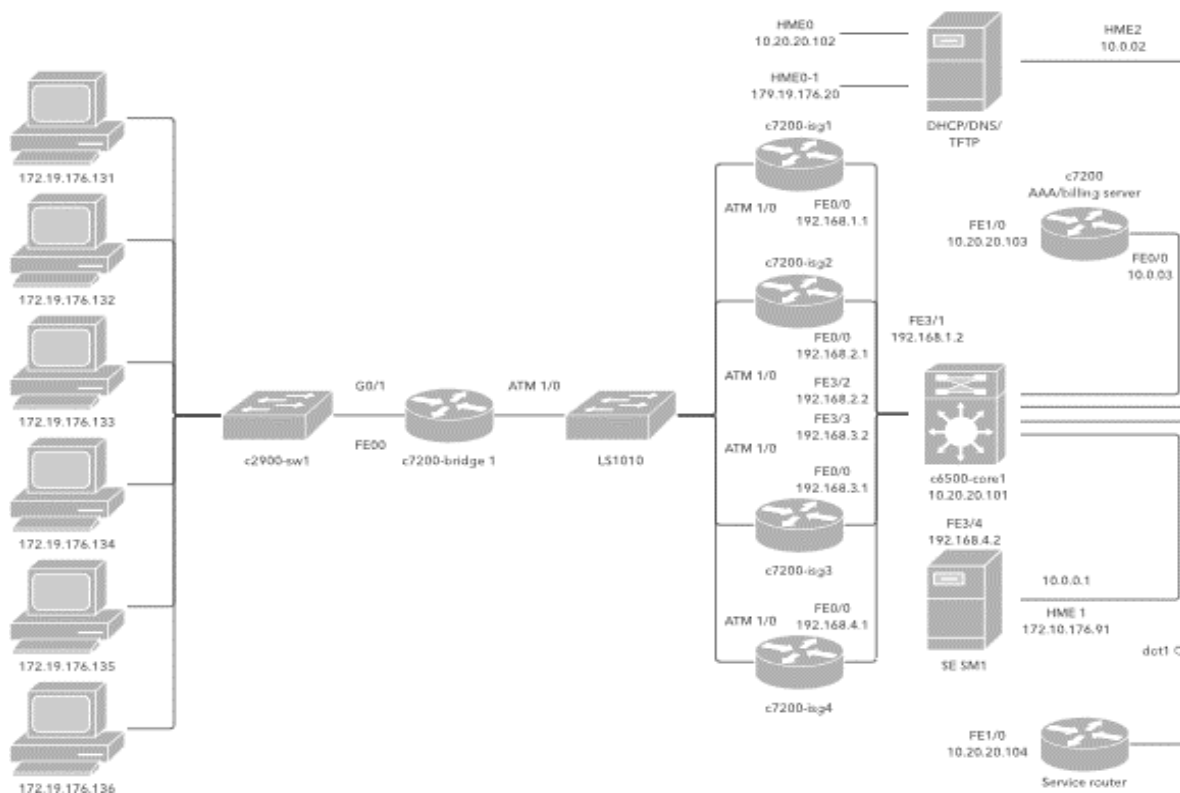 HME0
10.20.20.102
HME2
10.0.02
HME0-1
179.19.176.20
DHCP/DNS/
TFTP
c7200-isg1
172.19.176.131
ATM 1/0
FE0/0
192.168.1.1
c7200
AAA/billing server
FE1/0
10.20.20.103
FE0/0
10.0.03
c7200-isg2
172.19.176.132
FE3/1
192.168.1.2
FE0/0
192.168.2.1
ATM 1/0
FE3/2
192.168.2.2
FE3/3
192.168.3.2
G0/1
ATM 1/0
172.19.176.133
FE00
ATM 1/0
c2900-sw1
c7200-bridge 1
LS1010
FE0/0
192.168.3.1
c6500-core1
10.20.20.101
172.19.176.134
FE3/4
192.168.4.2
c7200-isg3
10.0.0.1
FE0/0
192.168.4.1
ATM 1/0
HME 1
172.10.176.91
172.19.176.135
SE SM1
dot1
c7200-isg4
FE1/0
10.20.20.104
Service router
172.19.176.136